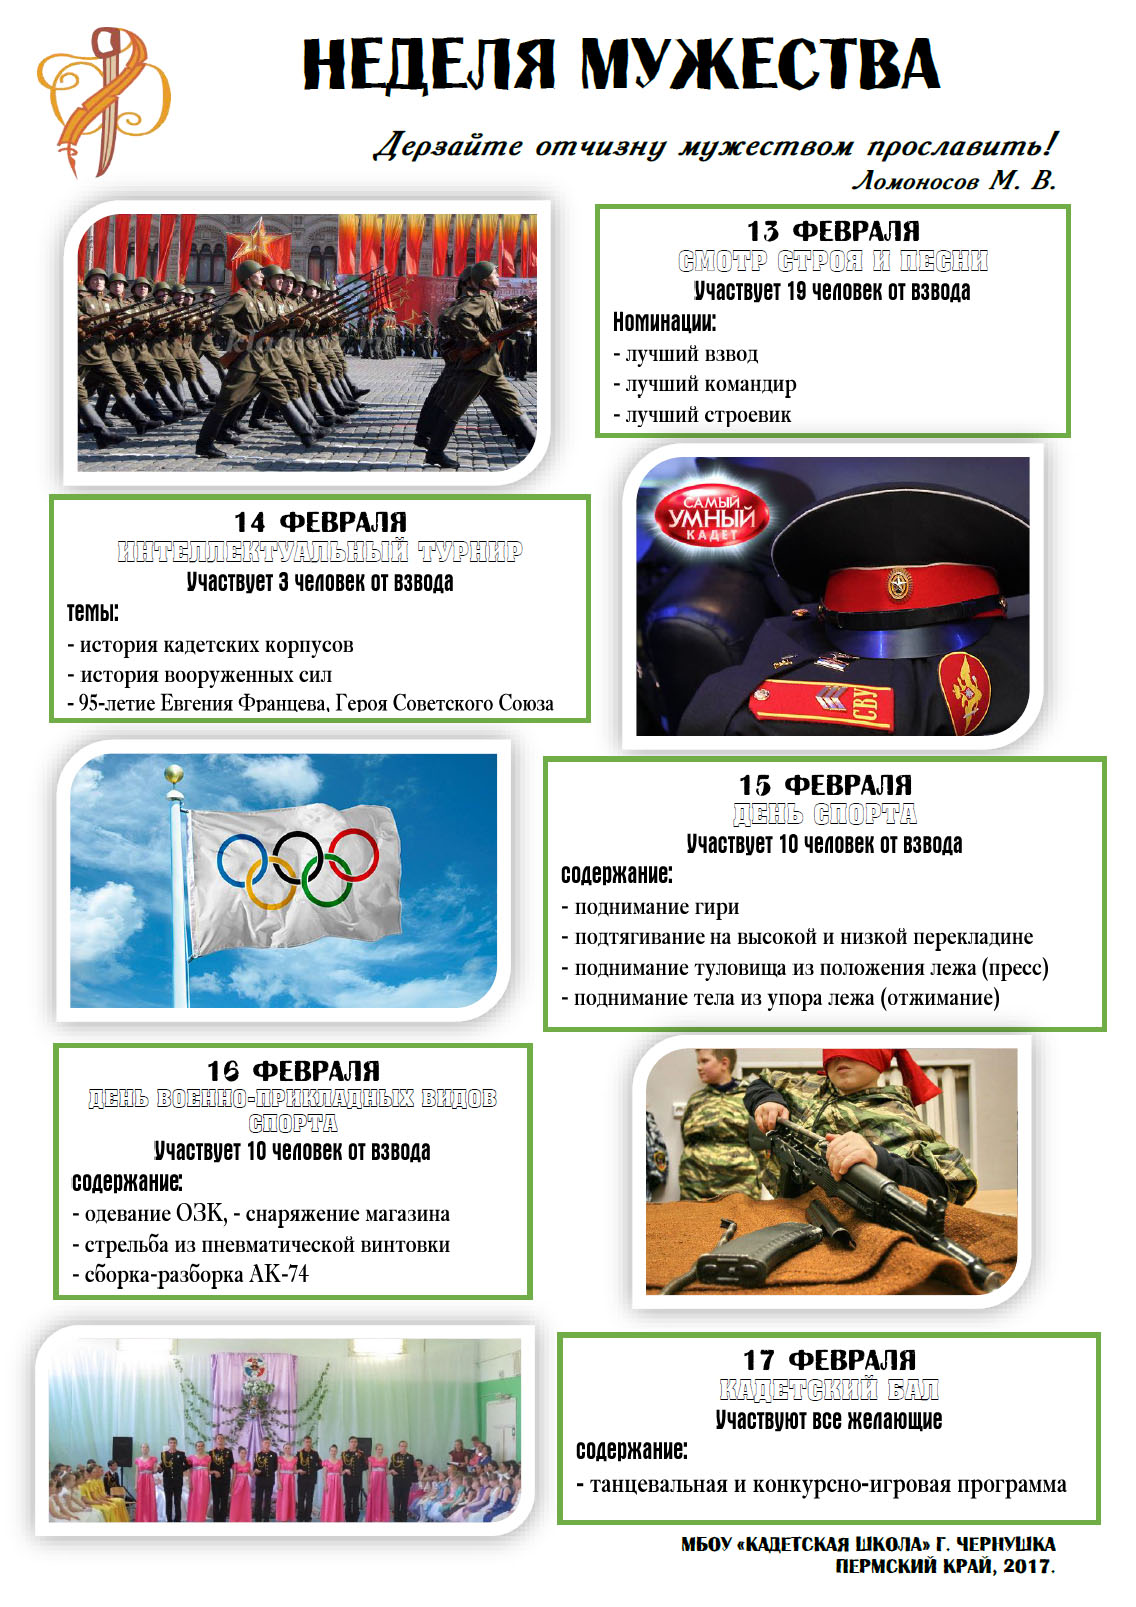 НЕДЕЛЯ МУЖЕСТВА
Дерзайте отчизну мужеством прославить!
Ломоносов М. В.
13 ФЕВРАЛЯ
СМОТР СТРОЯ И ПЕСНИ
Участвует 19 человек от взвода
Номинации:
- лучший взвод
- лучший командир
- лучший строевик
14 ФЕВРАЛЯ
ИНТЕЛЛЕКТУАЛЬНЫЙ ТУРНИР
Участвует 3 человек от взвода
темы:
- история кадетских корпусов
- история вооруженных сил
- 95-летие Евгения Францева, Героя Советского Союза
САМЫЙ
УМНЫЙ
КАДЕТ
СВУ
15 ФЕВРАЛЯ
ДЕНЬ СПОРТА
Участвует 10 человек от взвода
содержание:
- поднимание гири
- подтягивание на высокой и низкой перекладине
- поднимание туловища из положения лежа (пресс)
- поднимание тела из упора лежа (отжимание)
16 ФЕВРАЛЯ
ДЕНЬ ВОЕННО-ПРИКЛАДНЫХ ВИДОВ
СПОРТА
Участвует 10 человек от взвода
содержание:
- одевание ОЗК, - снаряжение магазина
- стрельба из пневматической винтовки
- сборка-разборка АК-74
17 ФЕВРАЛЯ
КАДЕТСКИЙ БАЛ
Участвуют все желающие
содержание:
- танцевальная и конкурсно-игровая программа
МБОУ «КАДЕТСКАЯ ШКОЛА» Г. ЧЕРНУШКА
ПЕРМСКИЙ КРАЙ, 2017.